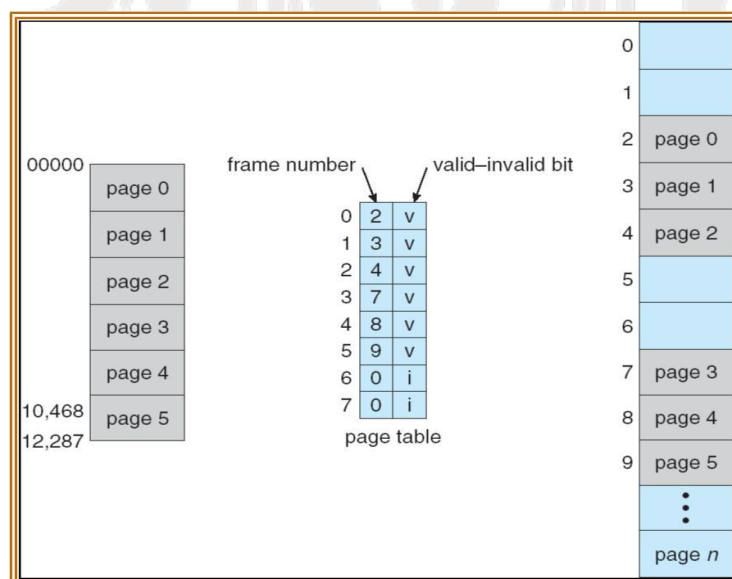 00000
page 0
page 1
page 2
page 3
page 4
page 5
10,468
12,287
frame number
valid–invalid bit
0 2 v
1 3 v
2 4 v
3 7 v
4 8 v
5 9 v
6 0 i
7 0 i
page table
0
1
2 page 0
3 page 1
4 page 2
5
6
7 page 3
8 page 4
9 page 5
page n